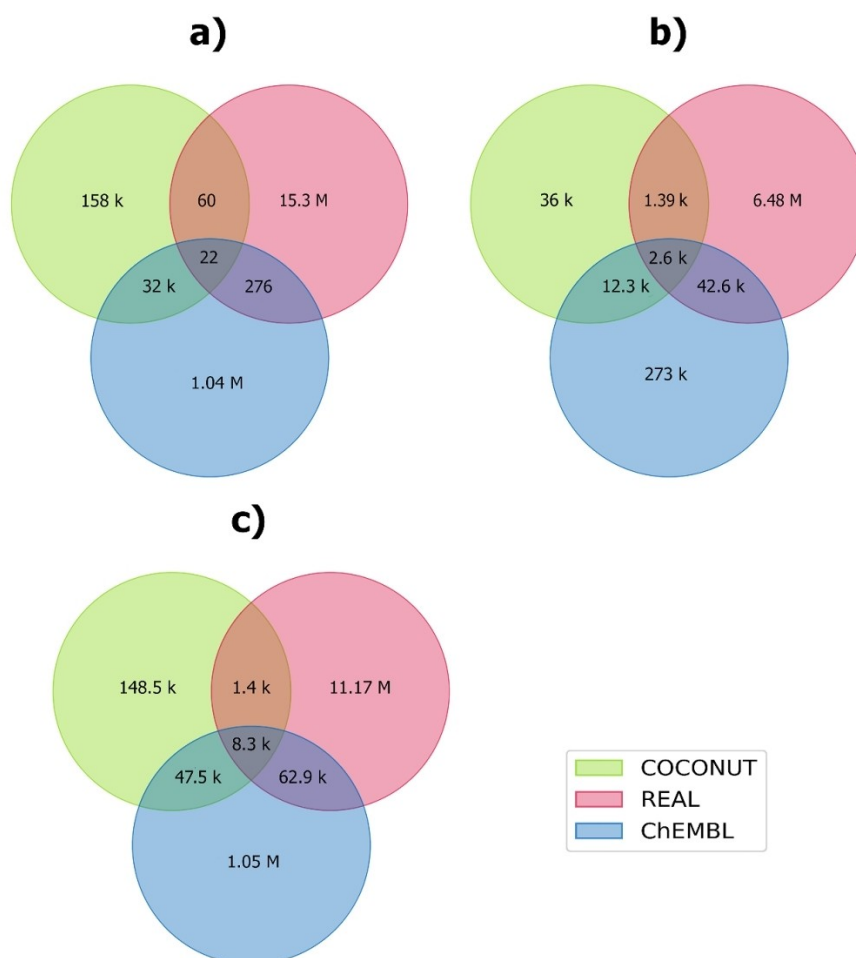 a)
158 k
60
15.3 M
22
32 k
276
1.04 M
b)
36 k
1.39 k
6.48 M
2.6 k
12.3 k
42.6 k
273 k
c)
148.5 k
1.4 k
11.17 M
8.3 k
47.5 k
62.9 k
1.05 M
COCONUT
REAL
ChEMBL